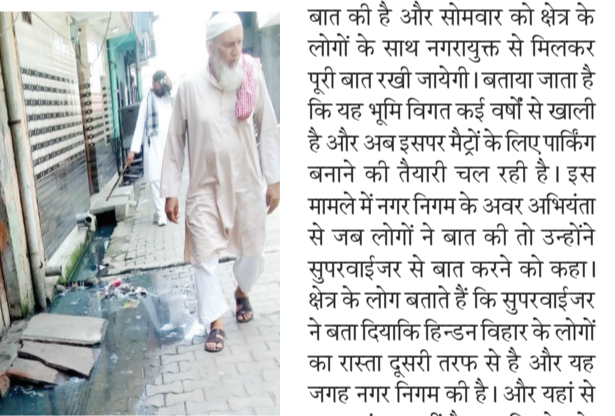 बात की है और सोमवार को क्षेत्र के
लोगों के साथ नगरायुक्त से मिलकर
पूरी बात रखी जायेगी। बताया जाता है
कि यह भूमि विगत कई वर्षों से खाली
है और अब इसपर मैट्रों के लिए पार्किंग
बनाने की तैयारी चल रही है। इस
मामले में नगर निगम के अवर अभियंता
से जब लोगों ने बात की तो उन्होंने
सुपरवाईजर से बात करने को कहा।
क्षेत्र के लोग बताते हैं कि सुपरवाईजर
ने बता दियाकि हिन्डन विहार के लोगों
का रास्ता दूसरी तरफ से है और यह
जगह नगर निगम की है। और यहां से